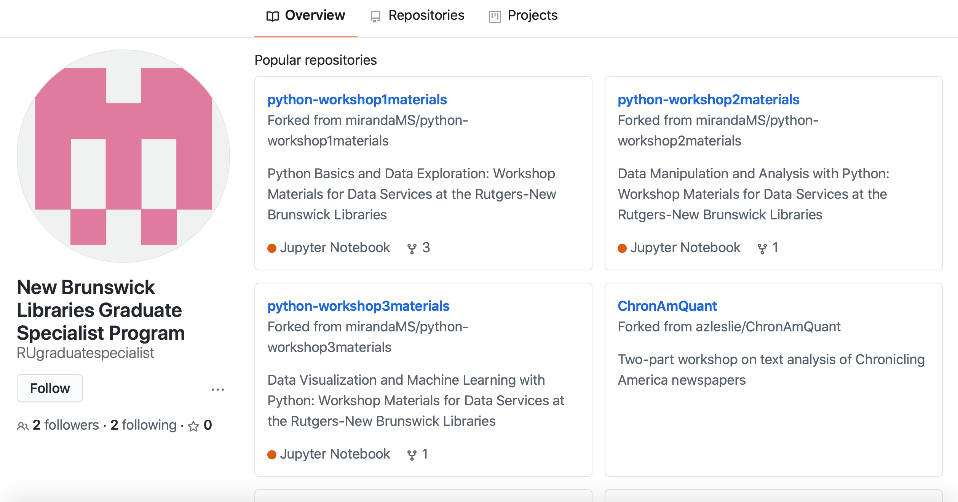 Overview Repositories Projects
New Brunswick
Libraries Graduate
Specialist Program
RUgraduatespecialist
Follow
...
2 followers · 2 following · 0
Popular repositories
python-workshop1materials
Forked from mirandaMS/python-
workshop1materials
Python Basics and Data Exploration: Workshop
Materials for Data Services at the Rutgers-New
Brunswick Libraries
Jupyter Notebook 3
python-workshop2materials
Forked from mirandaMS/python-
workshop2materials
Data Manipulation and Analysis with Python:
Workshop Materials for Data Services at the
Rutgers-New Brunswick Libraries
Jupyter Notebook 1
python-workshop3materials
Forked from mirandaMS/python-
workshop3materials
Data Visualization and Machine Learning with
Python: Workshop Materials for Data Services at
the Rutgers-New Brunswick Libraries
Jupyter Notebook 1
ChronAmQuant
Forked from azleslie/ChronAmQuant
Two-part workshop on text analysis of Chronicling
America newspapers